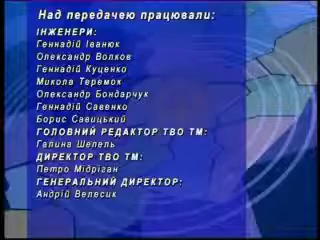 Над передачею працювали:
ІНЖЕНЕРИ:
Геннадій Іванюк
Олександр Волков
Геннадій Куценко
Микола Теремок
Олександр Бондарчук
Геннадій Савенко
Борис Савицький
ГОЛОВНИЙ РЕДАКТОР ТВО ТМ:
Галина Шепель
ДИРЕКТОР ТВО ТМ:
Петро Мідріган
ГЕНЕРАЛЬНИЙ ДИРЕКТОР:
Андрій Велесик